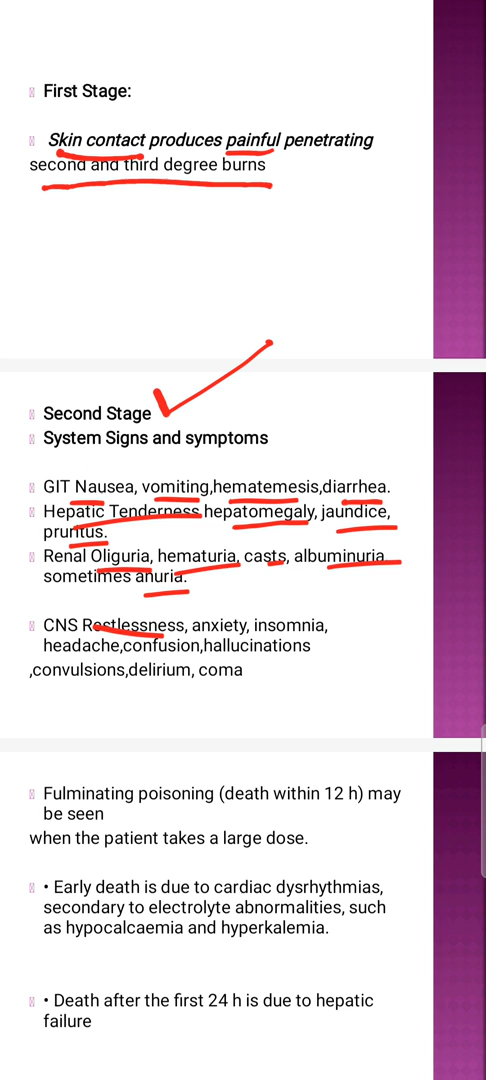 First Stage:
Skin contact produces painful penetrating
second and third degree burns
Second Stage
System Signs and symptoms
GIT Nausea, vomiting,hematemesis,diarrhea.
Hepatic Tenderness hepatomegaly, jaundice,
pruritus.
Renal Oliguria, hematuria, casts, albuminuria
sometimes anuria.
CNS Restlessness, anxiety, insomnia,
headache,confusion,hallucinations
,convulsions,delirium, coma
Fulminating poisoning (death within 12 h) may
be seen
when the patient takes a large dose.
• Early death is due to cardiac dysrhythmias,
secondary to electrolyte abnormalities, such
as hypocalcaemia and hyperkalemia.
• Death after the first 24 h is due to hepatic
failure